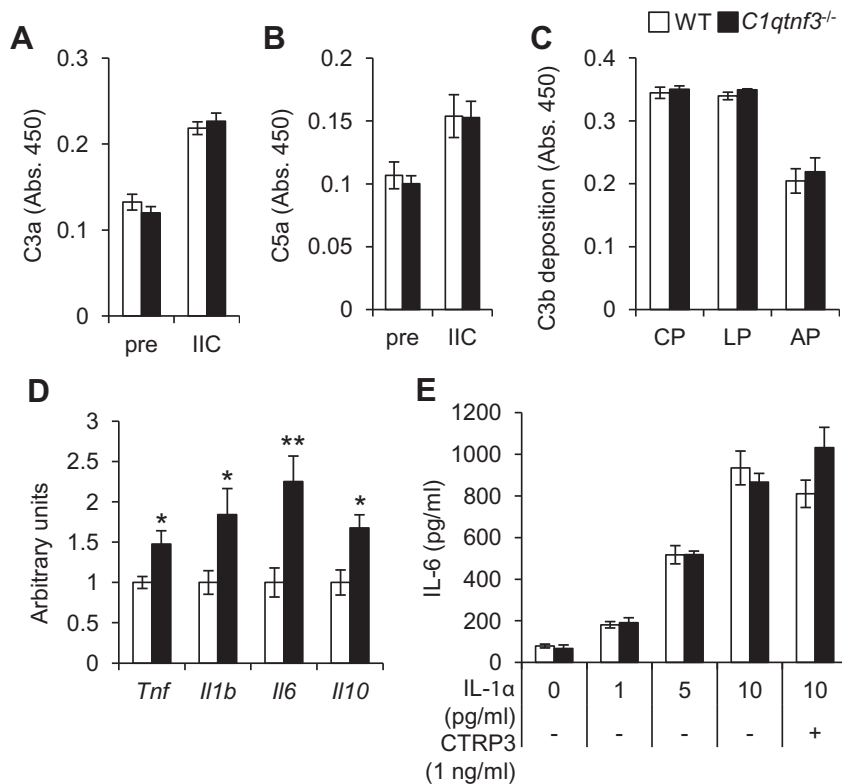 WT C1qtnf3-/-
A
C3a (Abs. 450)
0.3
0.2
0.1
0
pre IIC
B
C5a (Abs. 450)
0.2
0.15
0.1
0.05
0
pre IIC
C
C3b deposition (Abs. 450)
0.4
0.3
0.2
0.1
0
CP LP AP
D
Arbitrary units
3
2.5
2
1.5
1
0.5
0
* * ** *
Tnf Il1b Il6 Il10
E
IL-6 (pg/ml)
1200
1000
800
600
400
200
0
IL-1α 0 1 5 10 10
(pg/ml)
CTRP3 - - - - +
(1 ng/ml)